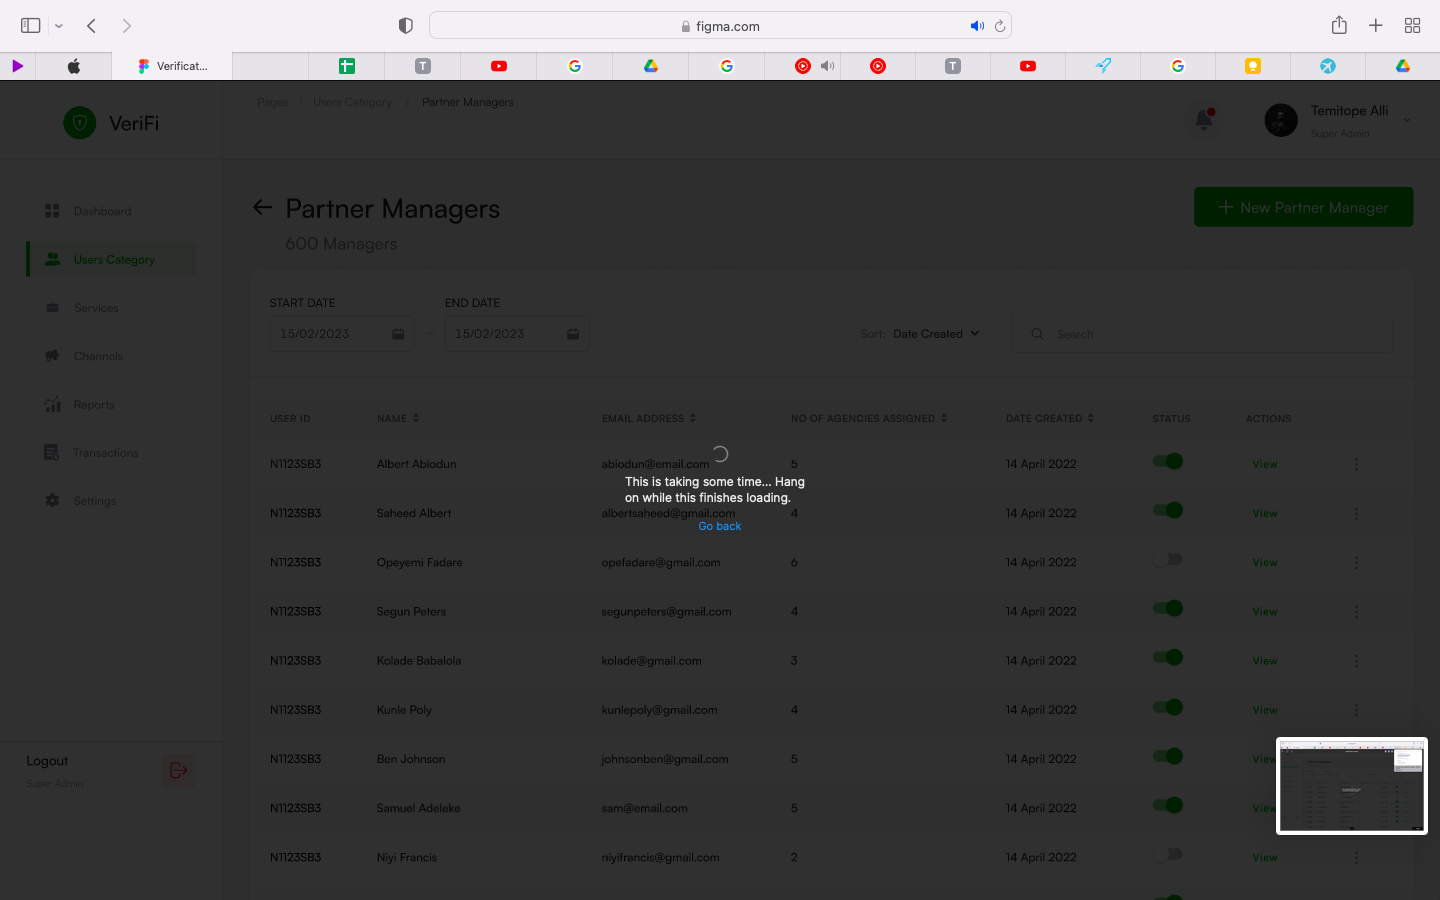 figma.com
Verificat...
T
T
VeriFi
Pages / Users Category / Partner Managers
Temitope Alli
Super Admin
Dashboard
Users Category
Services
Channels
Reports
Transactions
Settings
Logout
Super Admin
Partner Managers
600 Managers
+ New Partner Manager
START DATE
END DATE
15/02/2023 – 15/02/2023
Sort: Date Created
Search
USER ID NAME EMAIL ADDRESS NO OF AGENCIES ASSIGNED DATE CREATED STATUS ACTIONS
N1123SB3 Albert Abiodun abiodun@email.com 5 14 April 2022 View
This is taking some time... Hang
on while this finishes loading.
Go back
N1123SB3 Saheed Albert albertsaheed@gmail.com 4 14 April 2022 View
N1123SB3 Opeyemi Fadare opefadare@gmail.com 6 14 April 2022 View
N1123SB3 Segun Peters segunpeters@gmail.com 4 14 April 2022 View
N1123SB3 Kolade Babalola kolade@gmail.com 3 14 April 2022 View
N1123SB3 Kunle Poly kunlepoly@gmail.com 4 14 April 2022 View
N1123SB3 Ben Johnson johnsonben@gmail.com 5 14 April 2022 View
N1123SB3 Samuel Adeleke sam@email.com 5 14 April 2022 View
N1123SB3 Niyi Francis niyifrancis@gmail.com 2 14 April 2022 View